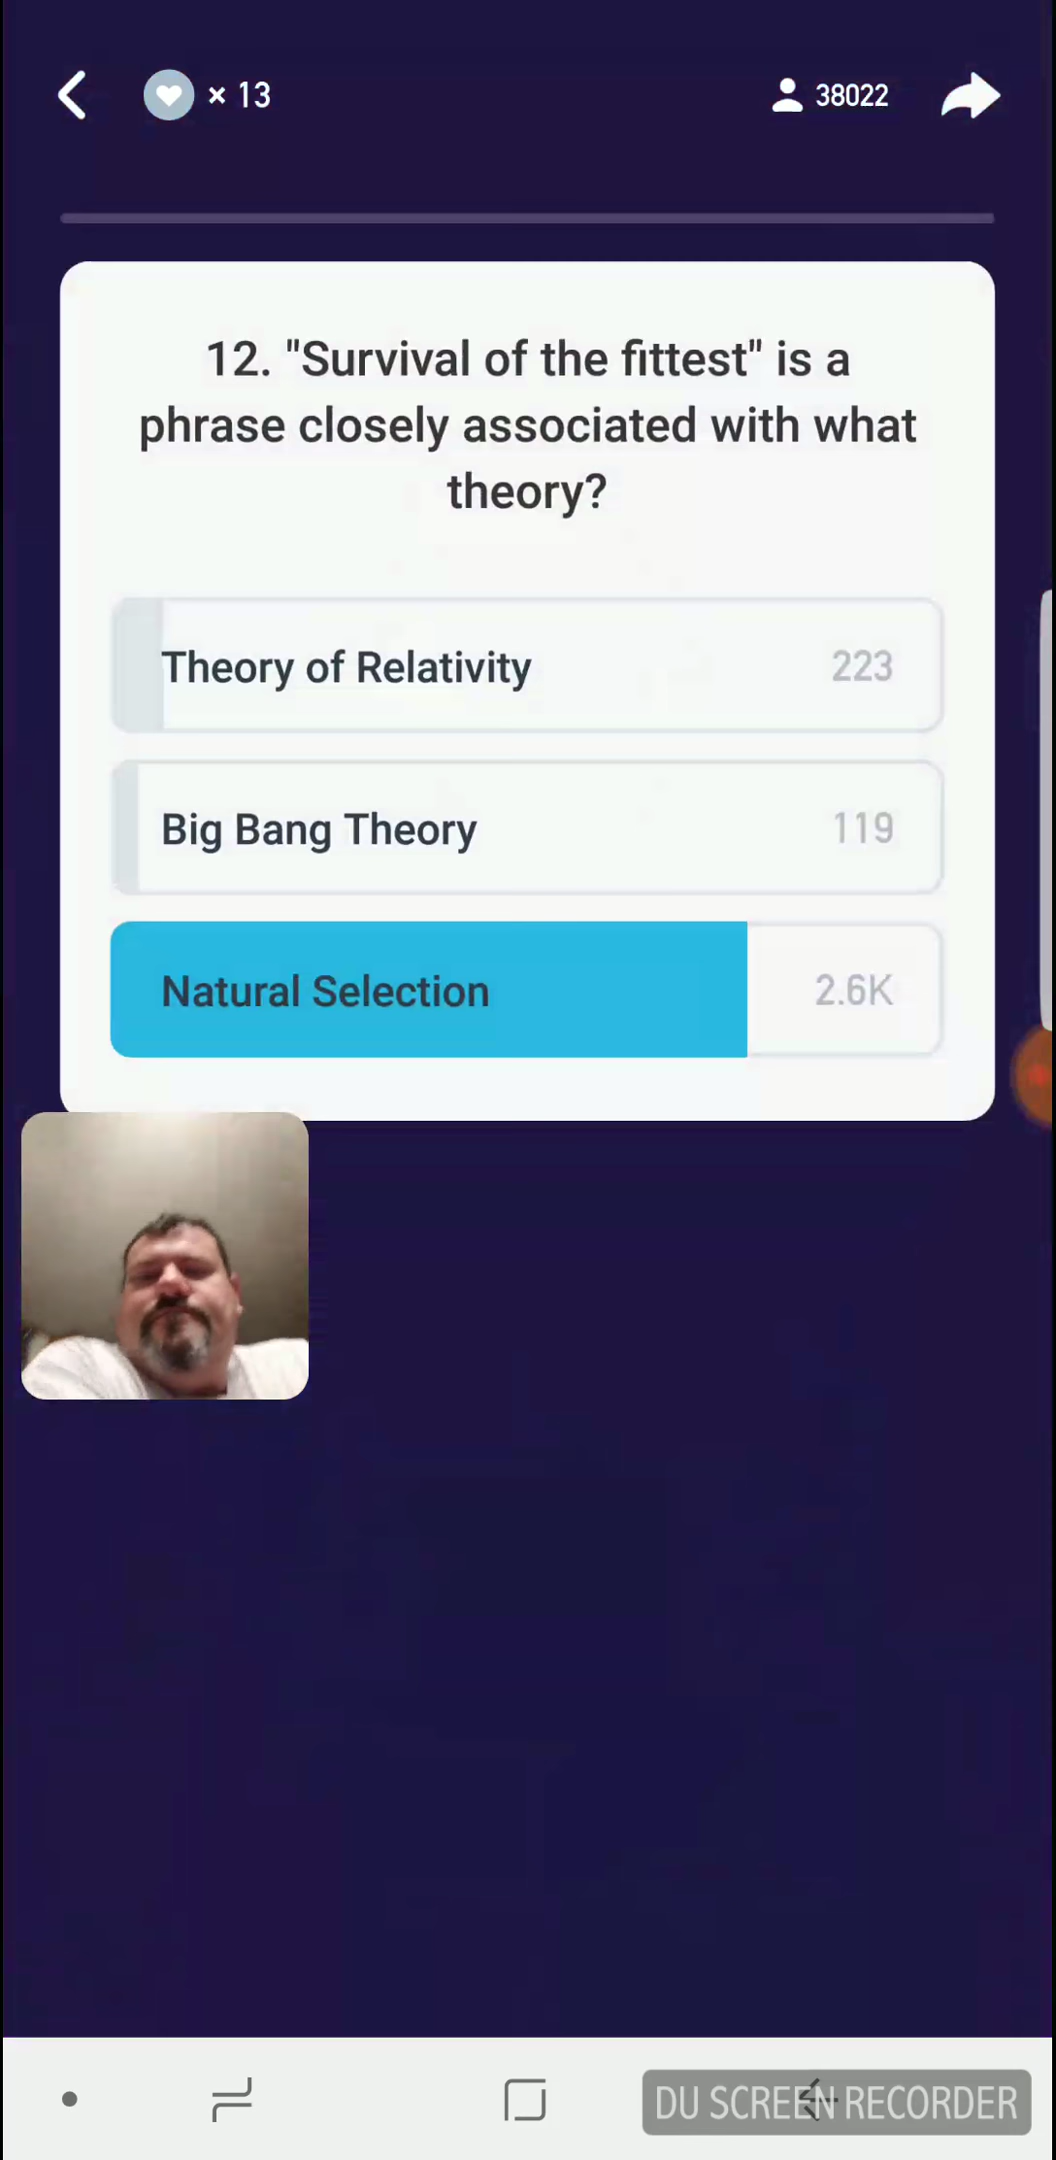 × 13
38022
12. "Survival of the fittest" is a
phrase closely associated with what
theory?
Theory of Relativity 223
Big Bang Theory 119
Natural Selection 2.6K
DU SCREEN RECORDER